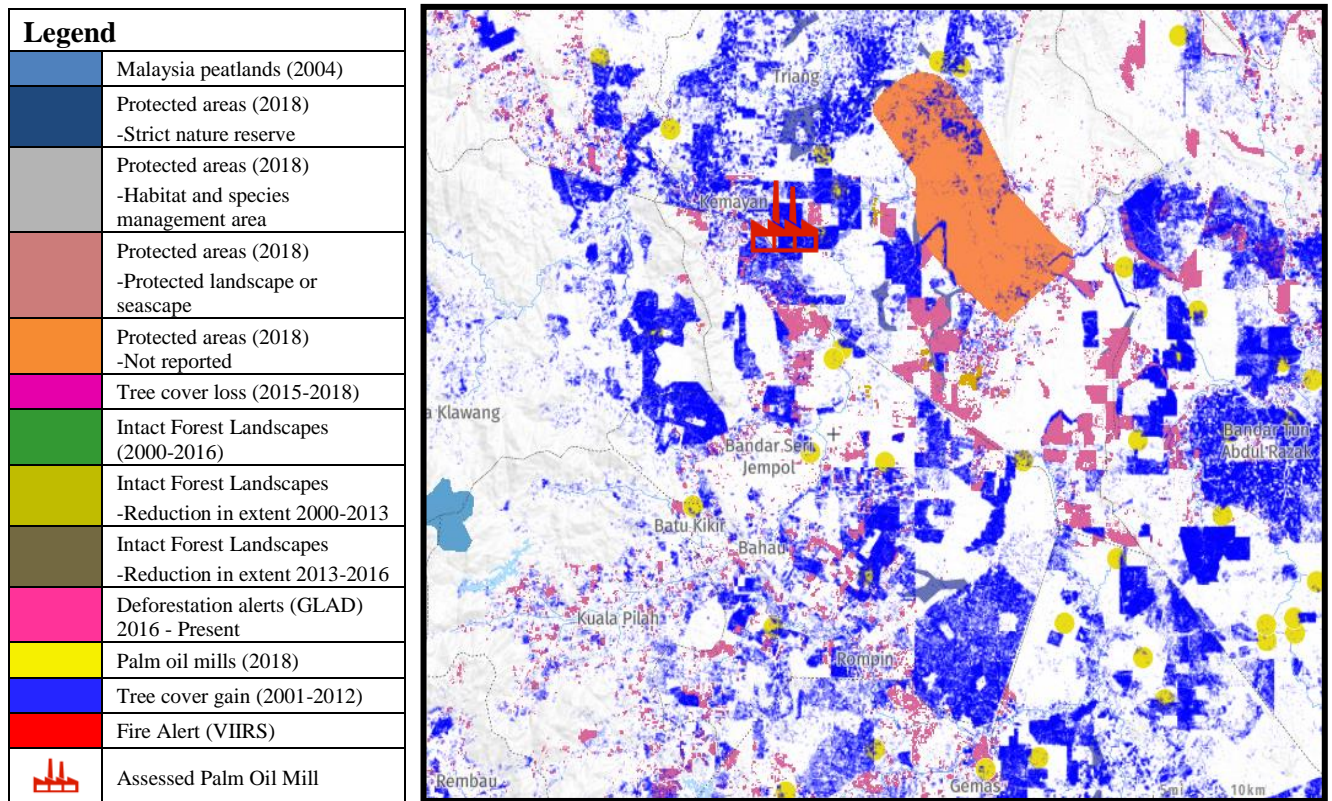 Legend
Malaysia peatlands (2004)
Protected areas (2018)
-Strict nature reserve
Protected areas (2018)
-Habitat and species
management area
Protected areas (2018)
-Protected landscape or
seascape
Protected areas (2018)
-Not reported
Tree cover loss (2015-2018)
Intact Forest Landscapes
(2000-2016)
Intact Forest Landscapes
-Reduction in extent 2000-2013
Intact Forest Landscapes
-Reduction in extent 2013-2016
Deforestation alerts (GLAD)
2016 - Present
Palm oil mills (2018)
Tree cover gain (2001-2012)
Fire Alert (VIIRS)
Assessed Palm Oil Mill
Triang
Kemayan
a Klawang
Bandar Seri
Jempol
Bandar Tun
Abdul Razak
Batu Kikir
Bahau
Kuala Pilah
Rompin
Rembau
Gemas
5 mi
10km